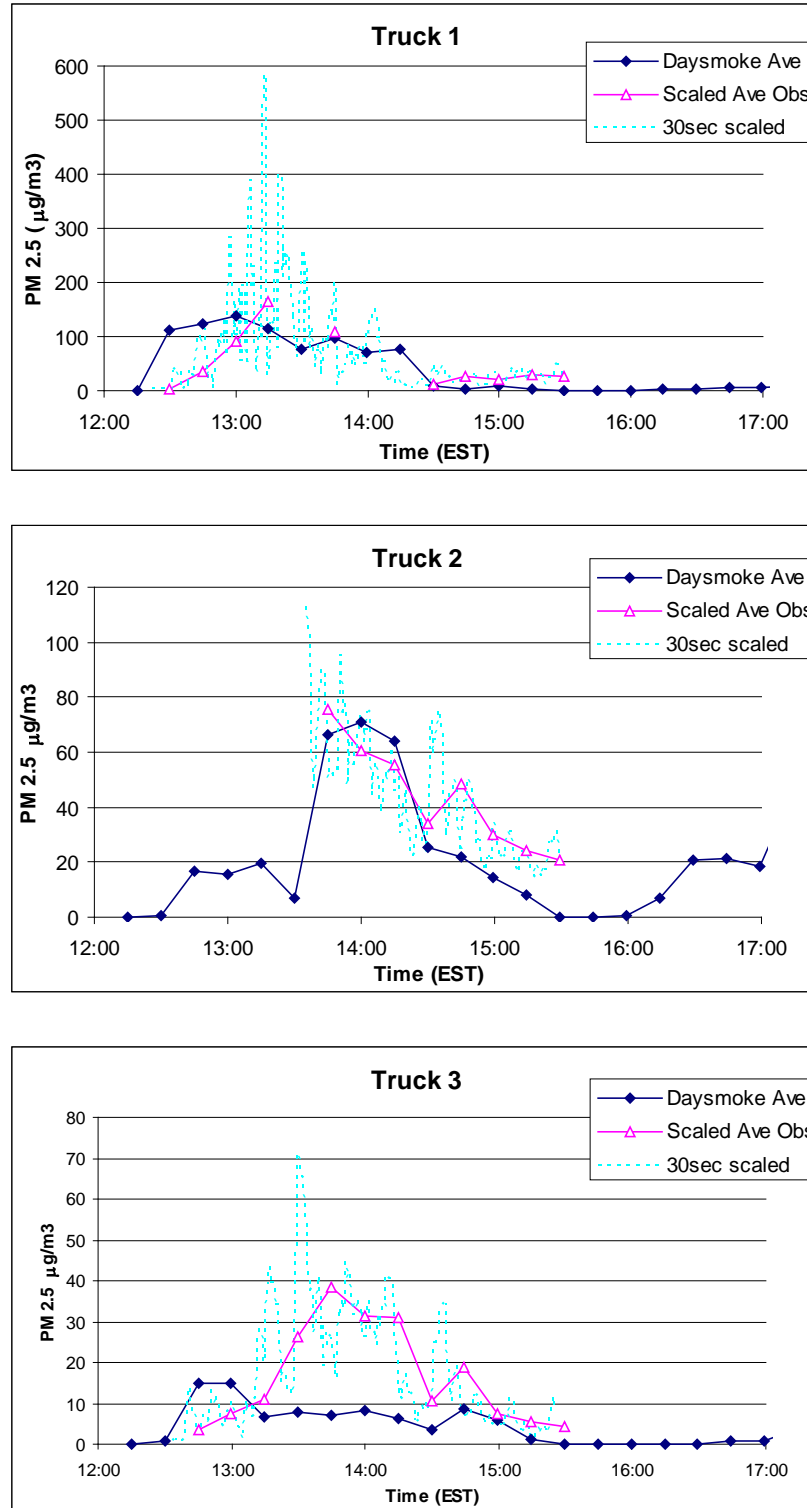 Truck 1
Daysmoke Ave
Scaled Ave Obs
30sec scaled
PM 2.5 (μg/m3)
600
500
400
300
200
100
0
12:00 13:00 14:00 15:00 16:00 17:00
Time (EST)
Truck 2
Daysmoke Ave
Scaled Ave Obs
30sec scaled
PM 2.5 μg/m3
120
100
80
60
40
20
0
12:00 13:00 14:00 15:00 16:00 17:00
Time (EST)
Truck 3
Daysmoke Ave
Scaled Ave Obs
30sec scaled
PM 2.5 μg/m3
80
70
60
50
40
30
20
10
0
12:00 13:00 14:00 15:00 16:00 17:00
Time (EST)